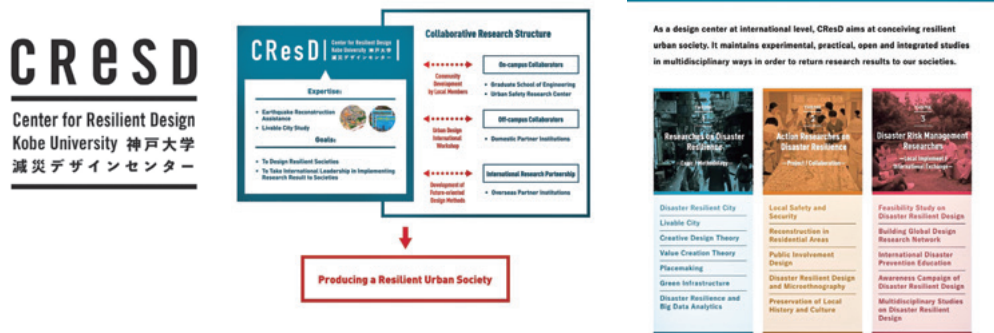 CResD
Center for Resilient Design
Kobe University 神戸大学
減災デザインセンター
CResD
Center for Resilient Design
Kobe University 神戸大学
減災デザインセンター
Expertise:
• Earthquake Reconstruction
Assistance
• Livable City Study
Goals:
• To Design Resilient Societies
• To Take International Leadership in Implementing
Research Result to Societies
Collaborative Research Structure
Community
Development
by Local Members
On-campus Collaborators
• Graduate School of Engineering
• Urban Safety Research Center
Urban Design
International
Workshop
Off-campus Collaborators
• Domestic Partner Institutions
Development of
Future-oriented
Design Methods
International Research Partnership
• Overseas Partner Institutions
Producing a Resilient Urban Society
As a design center at international level, CResD aims at conceiving resilient
urban society. It maintains experimental, practical, open and integrated studies
in multidisciplinary ways in order to return research results to our societies.
Researches on Disaster
Resilience
Disaster Resilient City
Livable City
Creative Design Theory
Value Creation Theory
Placemaking
Green Infrastructure
Disaster Resilience and
Big Data Analytics
Action Researches on
Disaster Resilience
Local Safety and
Security
Reconstruction in
Residential Areas
Public Involvement
Design
Disaster Resilient Design
and Microethnography
Preservation of Local
History and Culture
3
Disaster Risk Management
Researches
Feasibility Study on
Disaster Resilient Design
Building Global Design
Research Network
International Disaster
Prevention Education
Awareness Campaign of
Disaster Resilient Design
Multidisciplinary Studies
on Disaster Resilient
Design